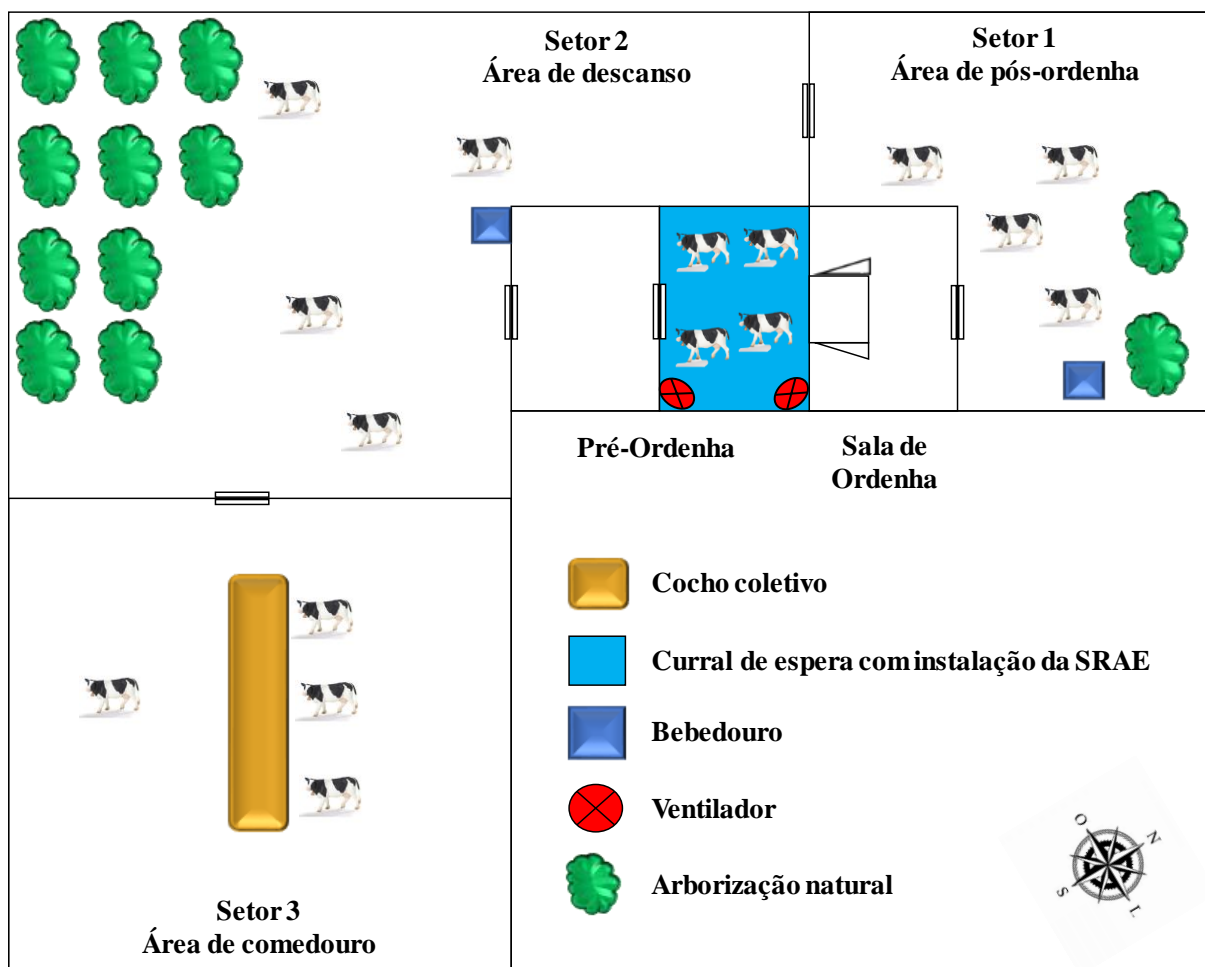 Setor 2
Área de descanso
Setor 1
Área de pós-ordenha
Pré-Ordenha
Sala de
Ordenha
Cocho coletivo
Curral de espera com instalação da SRAE
Bebedouro
Ventilador
Arborização natural
Setor 3
Área de comedouro
O
N
S
L